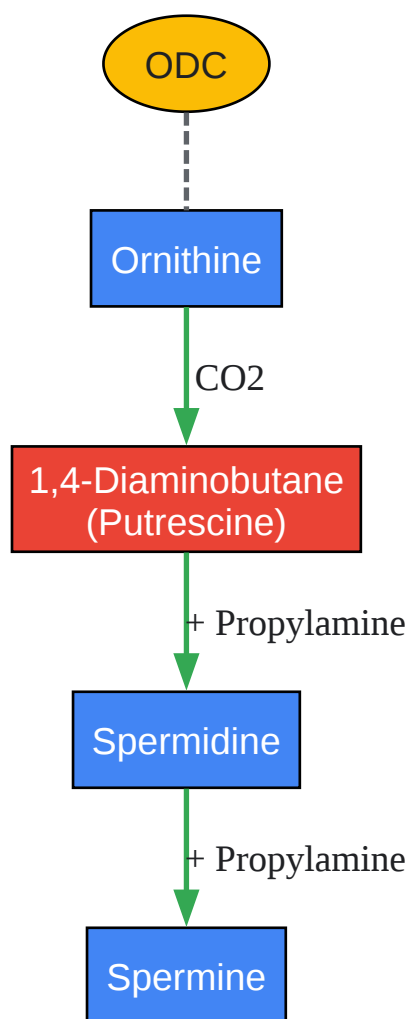 ODC
Ornithine
CO2
1,4-Diaminobutane
(Putrescine)
+ Propylamine
Spermidine
+ Propylamine
Spermine